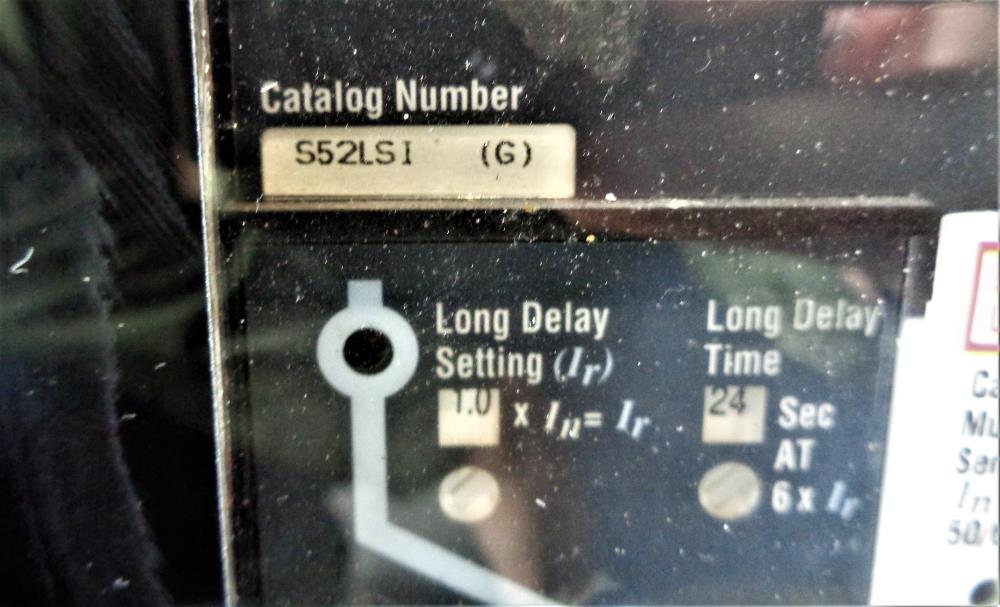 Catalog Number
S52LSI (G)
Long Delay
Setting (Ir)
1.0 x In= Ir
Long Delay
Time
24 Sec
AT
6 x Ir
In